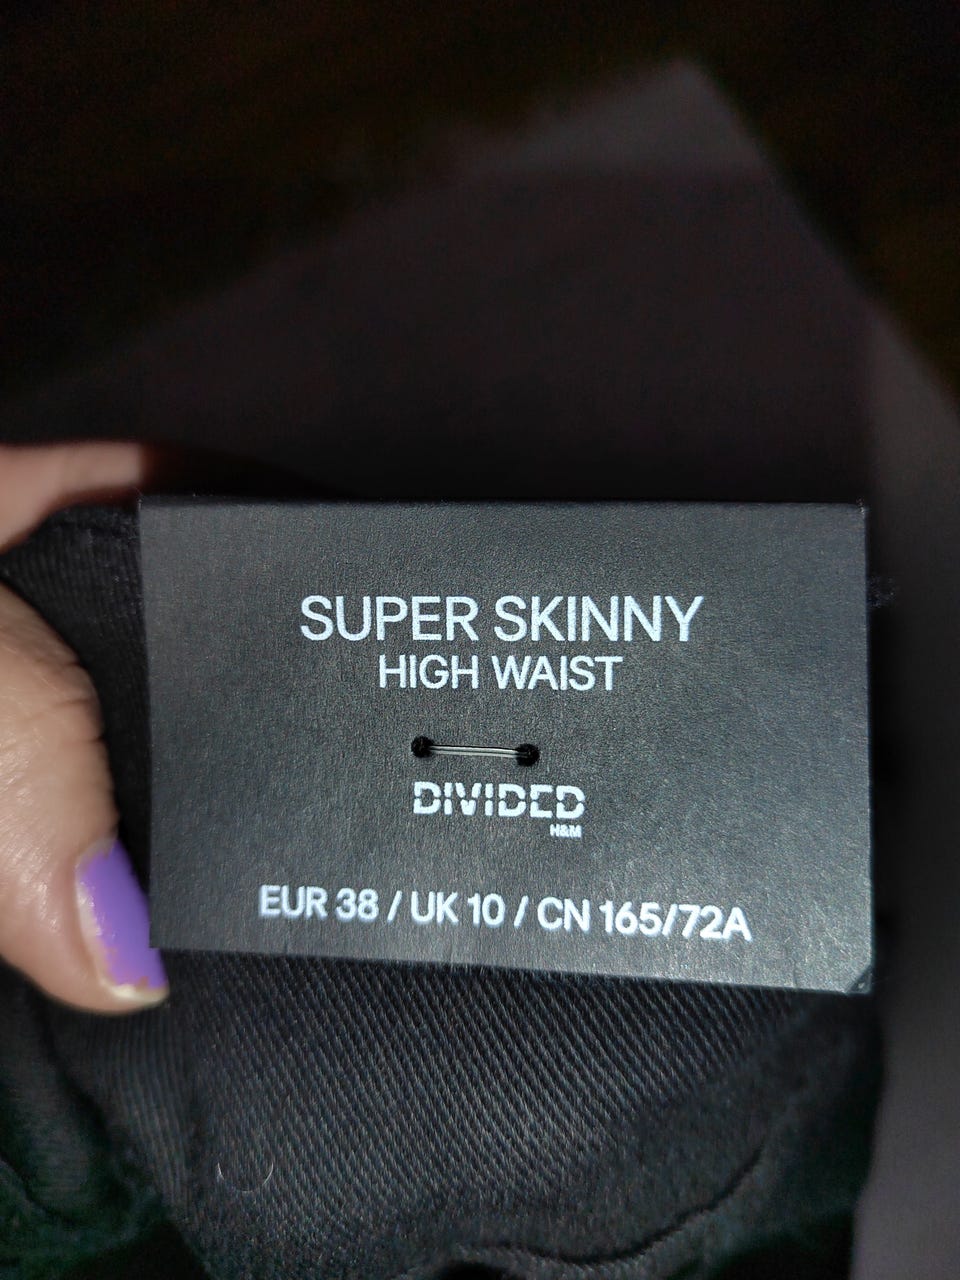 SUPER SKINNY
HIGH WAIST
DIVIDED
H&M
EUR 38 / UK 10 / CN 165/72A